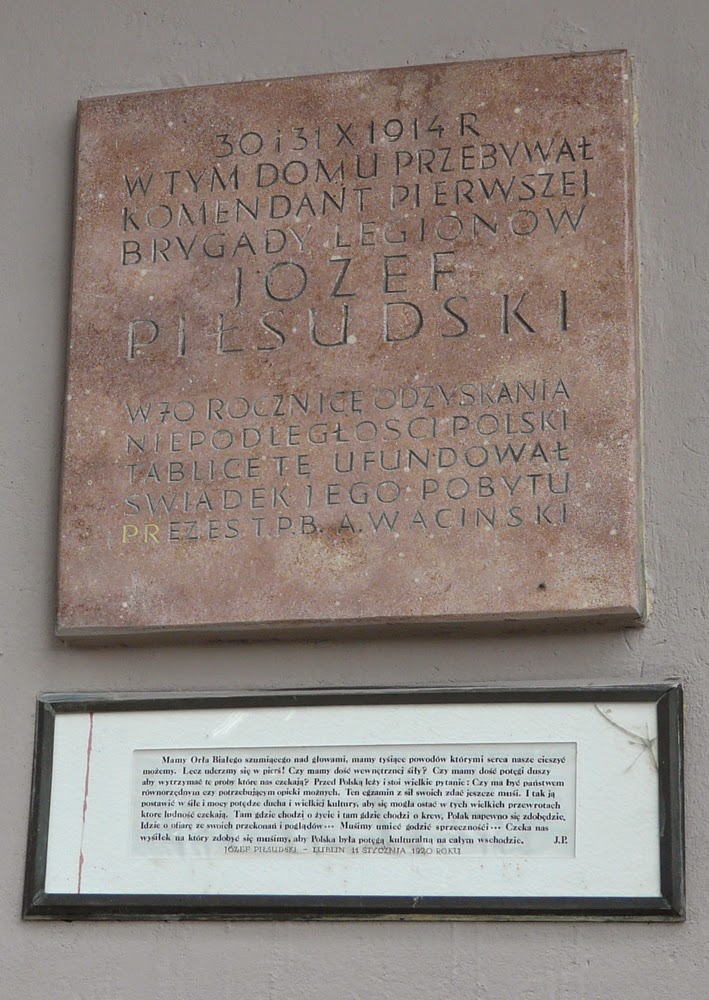 30 i 31 X 1914 R
W TYM DOMU PRZEBYWAŁ
KOMENDANT PIERWSZEJ
BRYGADY LEGIONÓW
JÓZEF
PIŁSUDSKI
W 70 ROCZNICĘ ODZYSKANIA
NIEPODLEGŁOŚCI POLSKI
TABLICE TĘ UFUNDOWAŁ
ŚWIADEK JEGO POBYTU
PREZES T.P.B. A. WĄCIŃSKI
Mamy Orła Białego szumiącego nad głowami, mamy tysiące powodów którymi serca nasze cieszyć
możemy. Lecz uderzmy się w pierś! Czy mamy dość wewnętrznej siły? Czy mamy dość potęgi duszy
aby wytrzymać te próby które nas czekają? Przed Polską leży i stoi wielkie pytanie: Czy ma być państwem
równorzędnym czy potrzebującym opieki możnych. Ten egzamin z sił swoich zdać jeszcze musi. I tak ją
postawić w sile i mocy potędze ducha i wielkiej kultury, aby się mogła ostać w tych wielkich przewrotach
które ludność czekają. Tam gdzie chodzi o życie i tam gdzie chodzi o krew, Polak napewno się zdobędzie.
Idzie o ofiarę ze swoich przekonań i poglądów ··· Musimy umieć godzić sprzeczności ··· Czeka nas
wysiłek na który zdobyć się musimy, aby Polska była potęgą kulturalną na całym wschodzie. J.P.
JÓZEF PIŁSUDSKI - LUBLIN 11 STYCZNIA 1920 ROKU